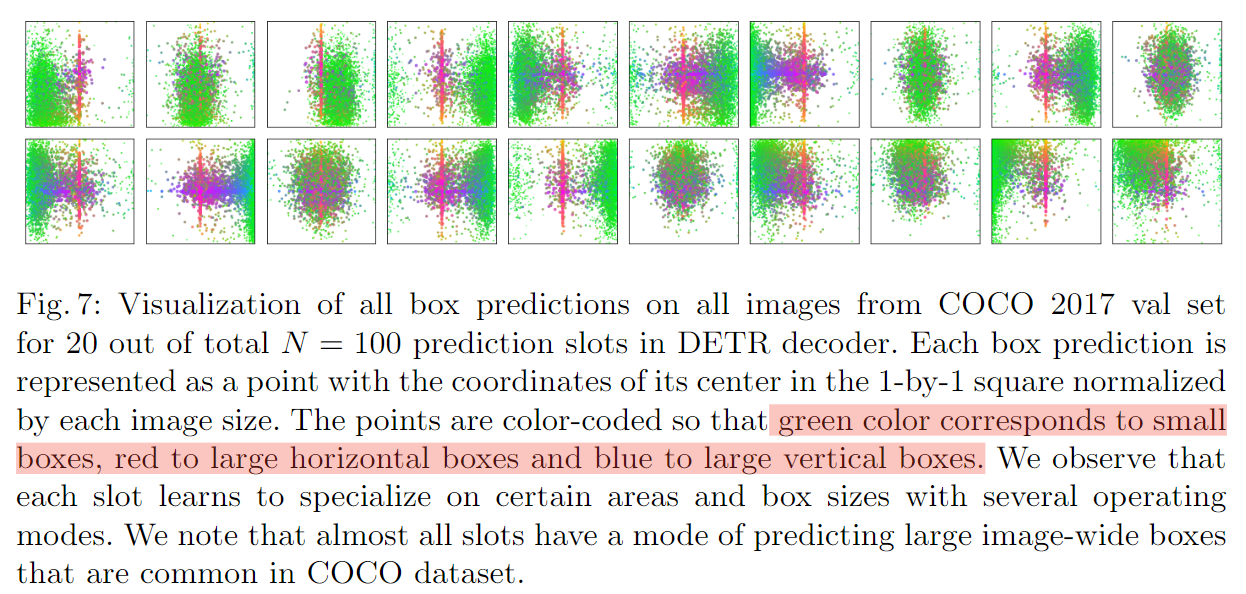 Fig. 7: Visualization of all box predictions on all images from COCO 2017 val set
for 20 out of total N = 100 prediction slots in DETR decoder. Each box prediction is
represented as a point with the coordinates of its center in the 1-by-1 square normalized
by each image size. The points are color-coded so that green color corresponds to small
boxes, red to large horizontal boxes and blue to large vertical boxes. We observe that
each slot learns to specialize on certain areas and box sizes with several operating
modes. We note that almost all slots have a mode of predicting large image-wide boxes
that are common in COCO dataset.